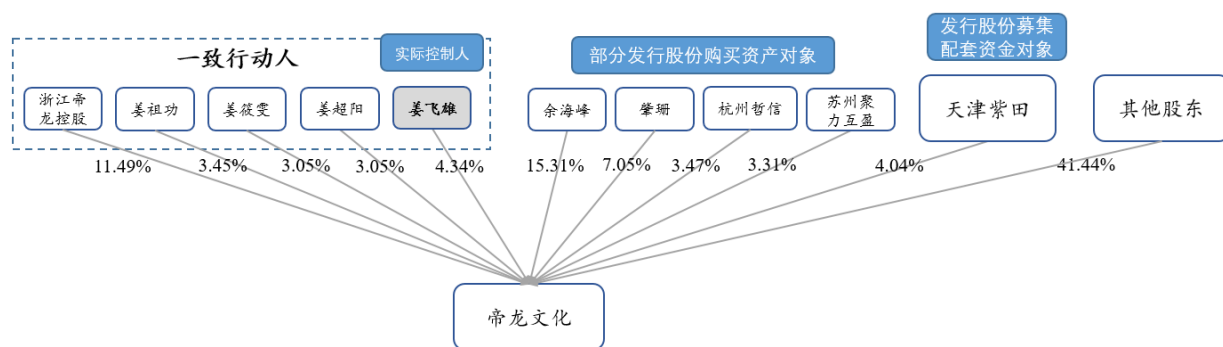 一致行动人
实际控制人
部分发行股份购买资产对象
发行股份募集
配套资金对象
浙江帝
龙控股
姜祖功
姜筱雯
姜超阳
姜飞雄
余海峰
肇珊
杭州哲信
苏州聚
力互盈
天津紫田
其他股东
11.49%
3.45%
3.05%
3.05%
4.34%
15.31%
7.05%
3.47%
3.31%
4.04%
41.44%
帝龙文化